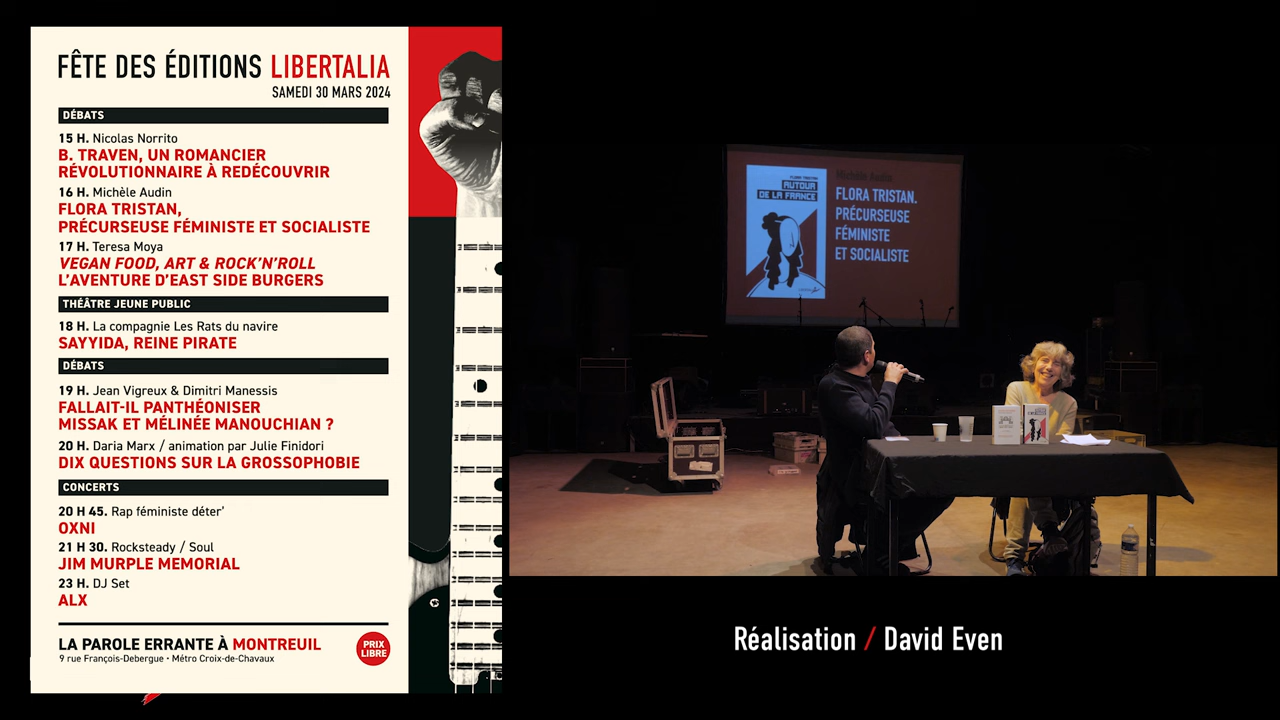 FÊTE DES ÉDITIONS LIBERTALIA
SAMEDI 30 MARS 2024
DÉBATS
15 H. Nicolas Norrito
B. TRAVEN, UN ROMANCIER
RÉVOLUTIONNAIRE À REDÉCOUVRIR
16 H. Michèle Audin
FLORA TRISTAN,
PRÉCURSEUSE FÉMINISTE ET SOCIALISTE
17 H. Teresa Moya
VEGAN FOOD, ART & ROCK’N’ROLL
L’AVENTURE D’EAST SIDE BURGERS
THÉÂTRE JEUNE PUBLIC
18 H. La compagnie Les Rats du navire
SAYYIDA, REINE PIRATE
DÉBATS
19 H. Jean Vigreux & Dimitri Manessis
FALLAIT-IL PANTHÉONISER
MISSAK ET MÉLINÉE MANOUCHIAN ?
20 H. Daria Marx / animation par Julie Finidori
DIX QUESTIONS SUR LA GROSSOPHOBIE
CONCERTS
20 H 45. Rap féministe déter’
OXNI
21 H 30. Rocksteady / Soul
JIM MURPLE MEMORIAL
23 H. DJ Set
ALX
LA PAROLE ERRANTE À MONTREUIL
9 rue François-Debergue • Métro Croix-de-Chavaux
PRIX
LIBRE
FLORA TRISTAN
AUTOUR
DE LA FRANCE
Michèle Audin
FLORA TRISTAN.
PRÉCURSEUSE
FÉMINISTE
ET SOCIALISTE
Réalisation / David Even